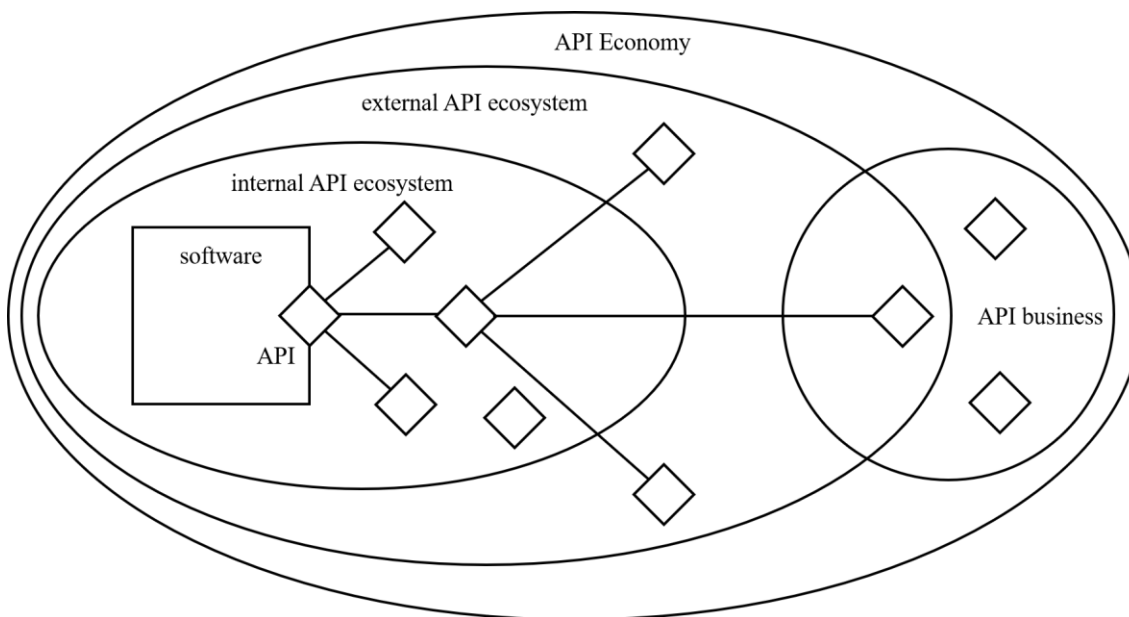 API Economy
external API ecosystem
internal API ecosystem
software
API
API business